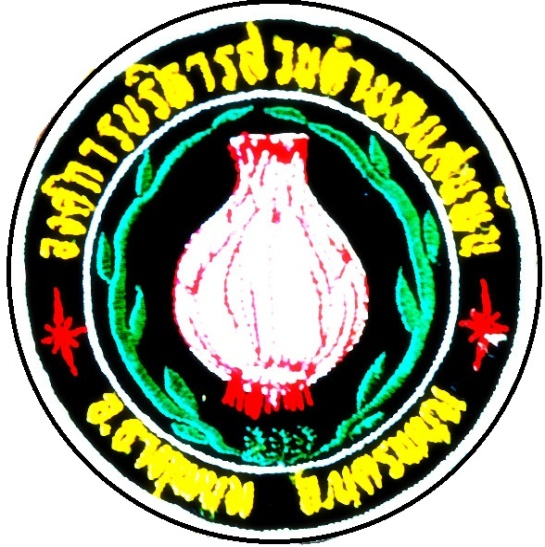 องค์การบริหารส่วนตำบลแสนพัน
อ.ธาตุพนม จ.นครพนม